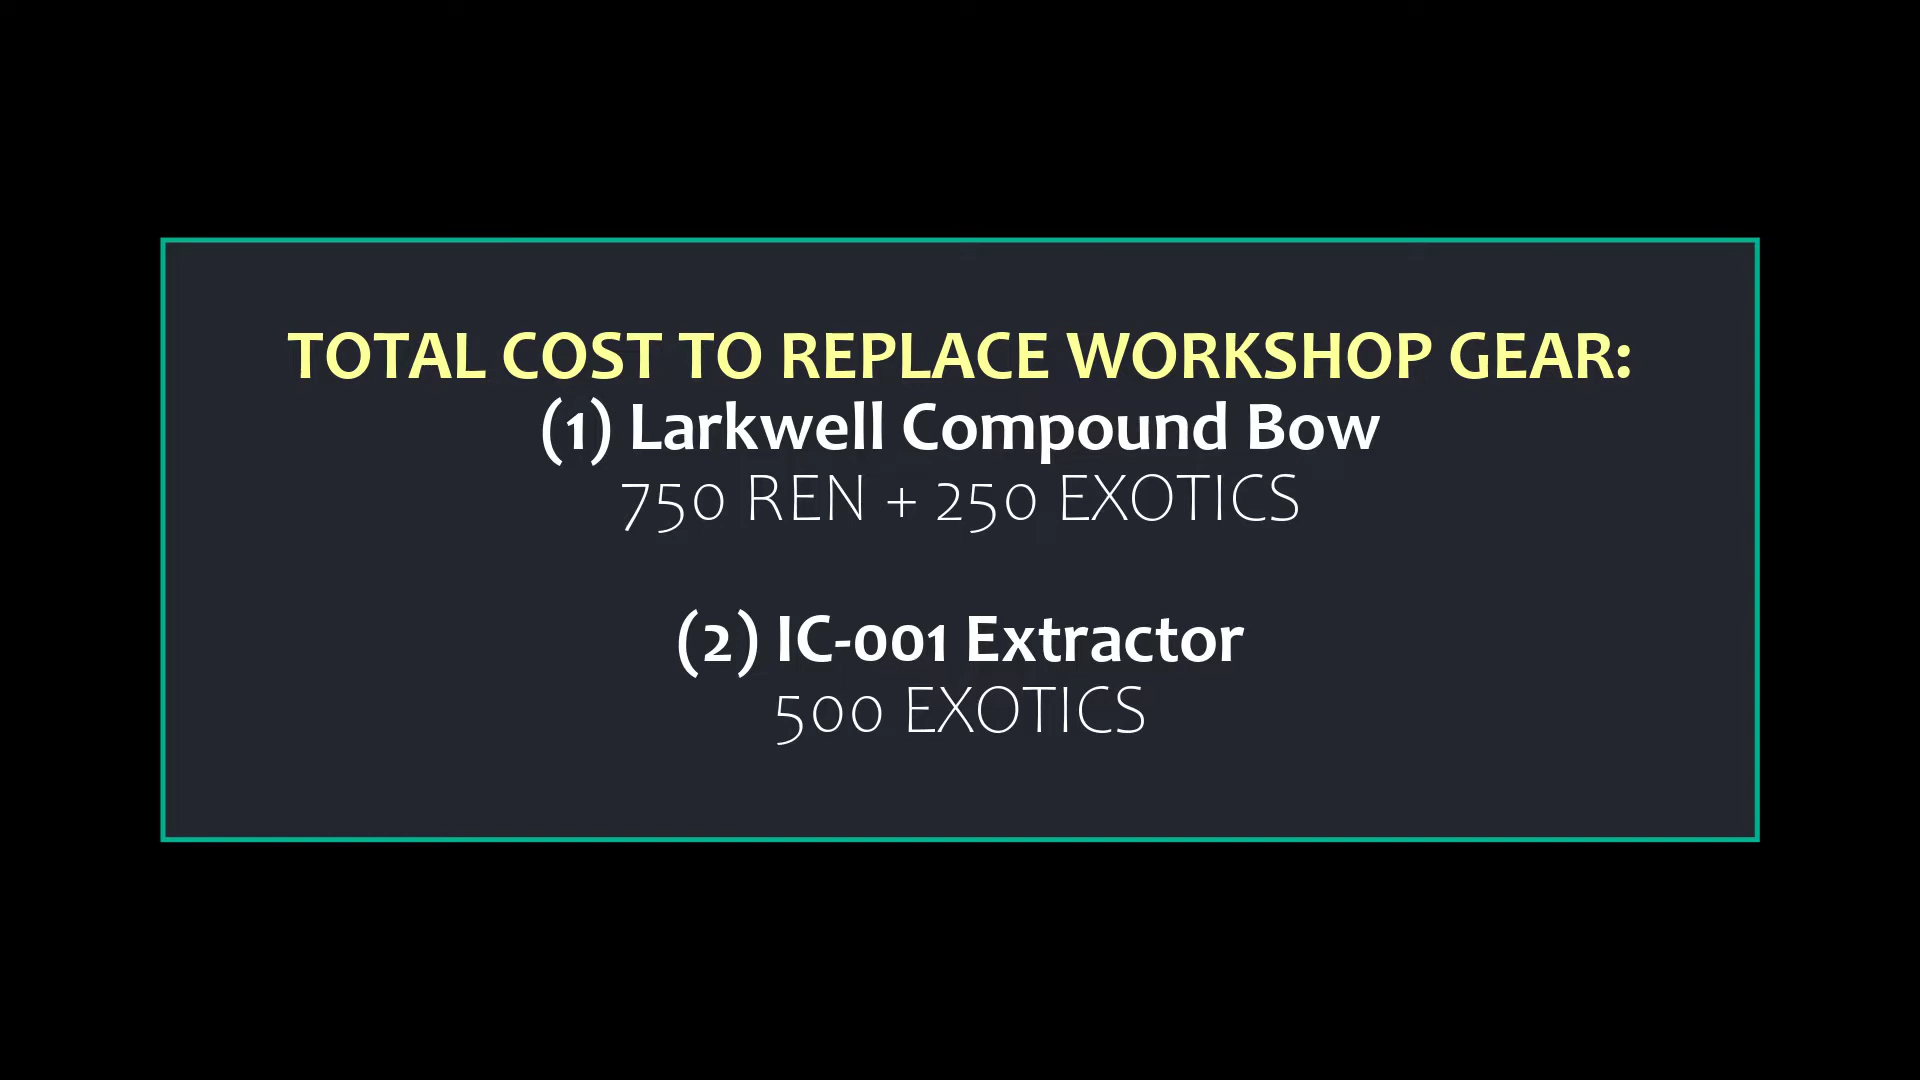 TOTAL COST TO REPLACE WORKSHOP GEAR:
(1) Larkwell Compound Bow
750 REN + 250 EXOTICS
(2) IC-001 Extractor
500 EXOTICS